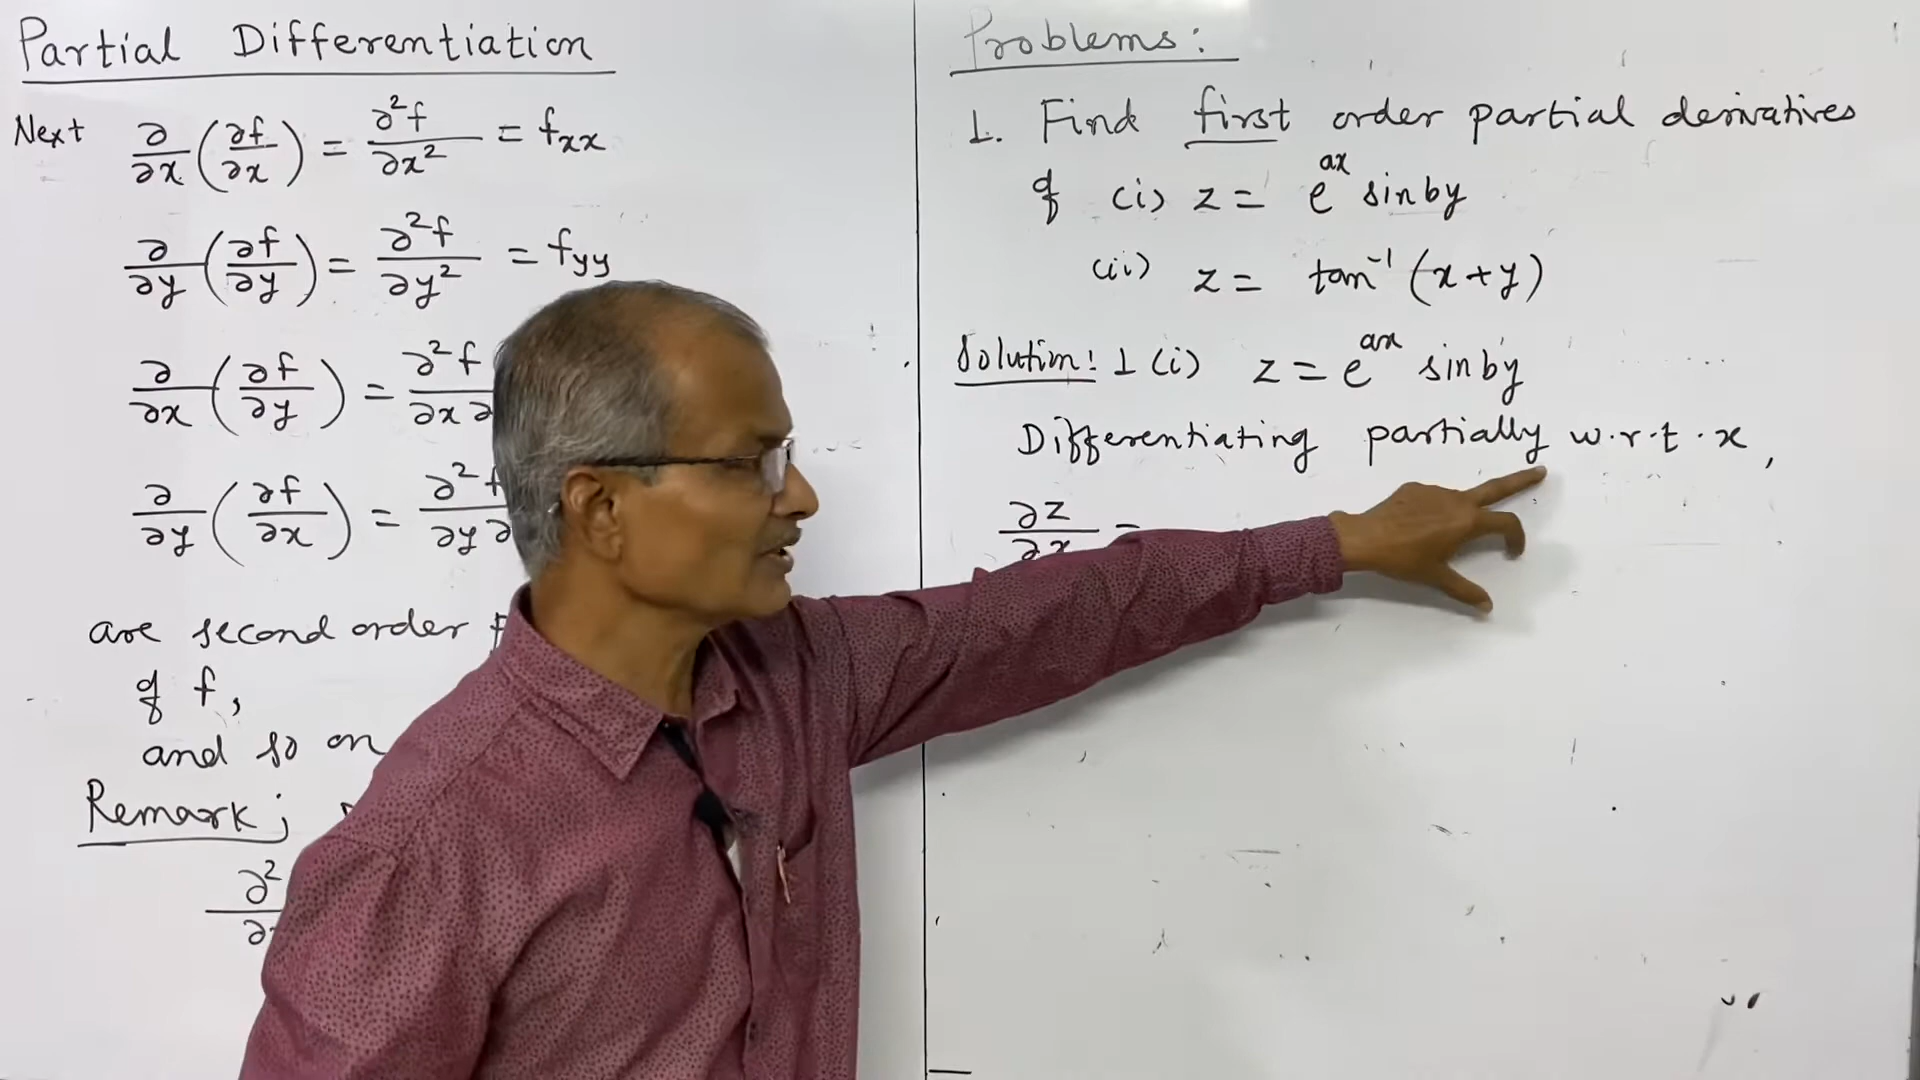 Partial Differentiation
Next ∂/∂x (∂f/∂x) = ∂²f/∂x² = fxx
∂/∂y (∂f/∂y) = ∂²f/∂y² = fyy
∂/∂x (∂f/∂y) = ∂²f/∂x ∂
∂/∂y (∂f/∂x) = ∂²f/∂y ∂
are second order
of f,
and so on
Remark;
∂²
Problems:
1. Find first order partial derivatives
of (i) z = e^ax sin by
(ii) z = tan⁻¹ (x+y)
Solution: 1 (i) z = e^ax sin by
Differentiating partially w.r.t. x,
∂z/∂x =